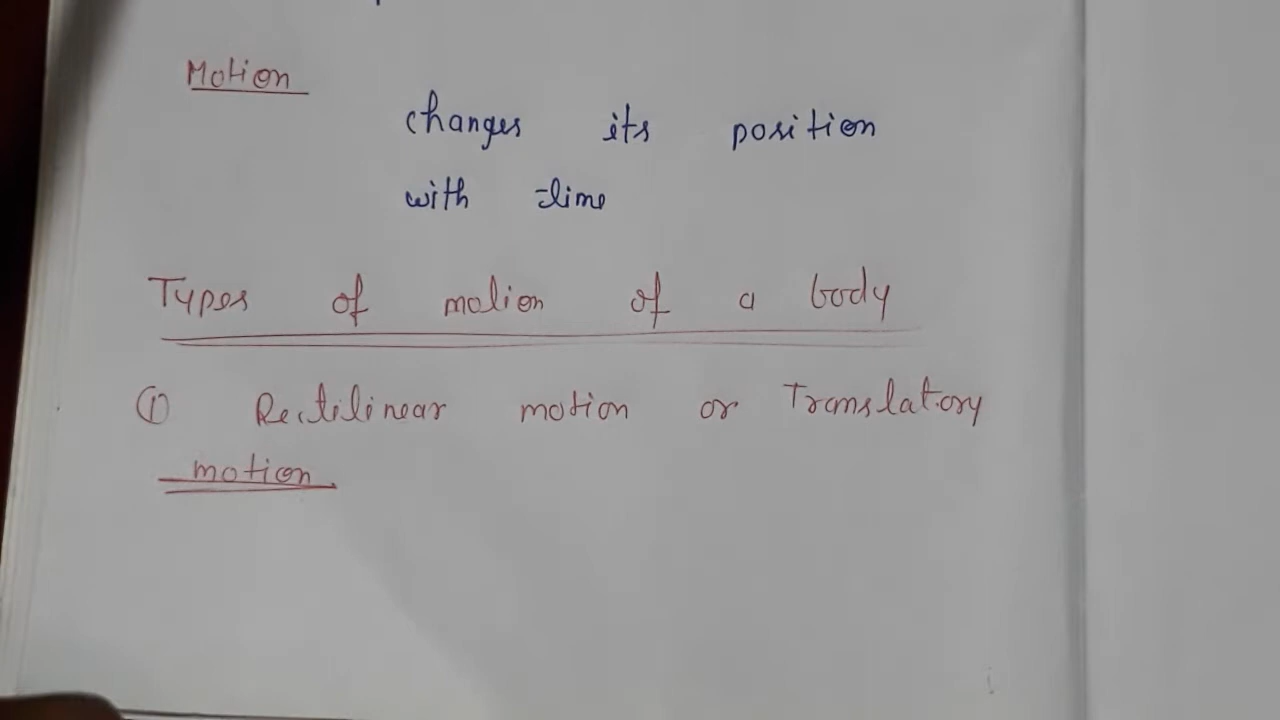 Motion
changes its position
with time
Types of motion of a body
① Rectilinear motion or Translatory
motion.